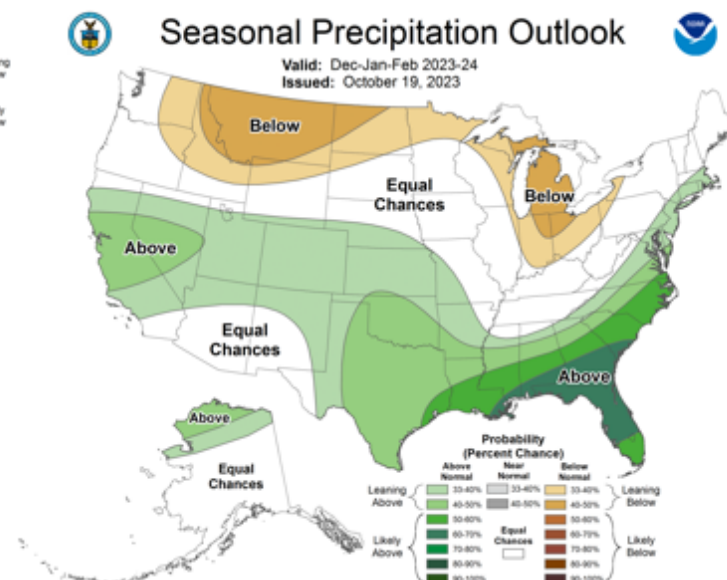 Seasonal Precipitation Outlook
Valid: Dec-Jan-Feb 2023-24
Issued: October 19, 2023
Below
Equal
Chances
Below
Above
Equal
Chances
Above
Above
Equal
Chances
Probability
(Percent Chance)
Above
Normal
Near
Normal
Below
Normal
Leaning
Above
33-40%
33-40%
33-40%
Leaning
Below
40-50%
40-50%
40-50%
Likely
Above
50-60%
Equal
Chances
50-60%
Likely
Below
60-70%
60-70%
70-80%
70-80%
80-90%
80-90%
90-100%
90-100%